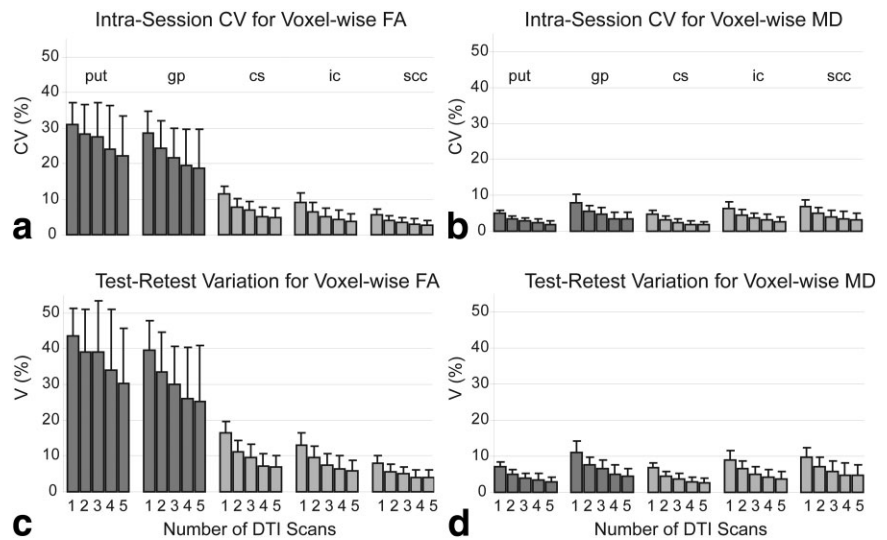 Intra-Session CV for Voxel-wise FA
50
40
30
20
10
0
CV (%)
put gp cs ic scc
a
Intra-Session CV for Voxel-wise MD
50
40
30
20
10
0
CV (%)
put gp cs ic scc
b
Test-Retest Variation for Voxel-wise FA
50
40
30
20
10
0
V (%)
1 2 3 4 5 1 2 3 4 5 1 2 3 4 5 1 2 3 4 5 1 2 3 4 5
c
Number of DTI Scans
Test-Retest Variation for Voxel-wise MD
50
40
30
20
10
0
V (%)
1 2 3 4 5 1 2 3 4 5 1 2 3 4 5 1 2 3 4 5 1 2 3 4 5
d
Number of DTI Scans